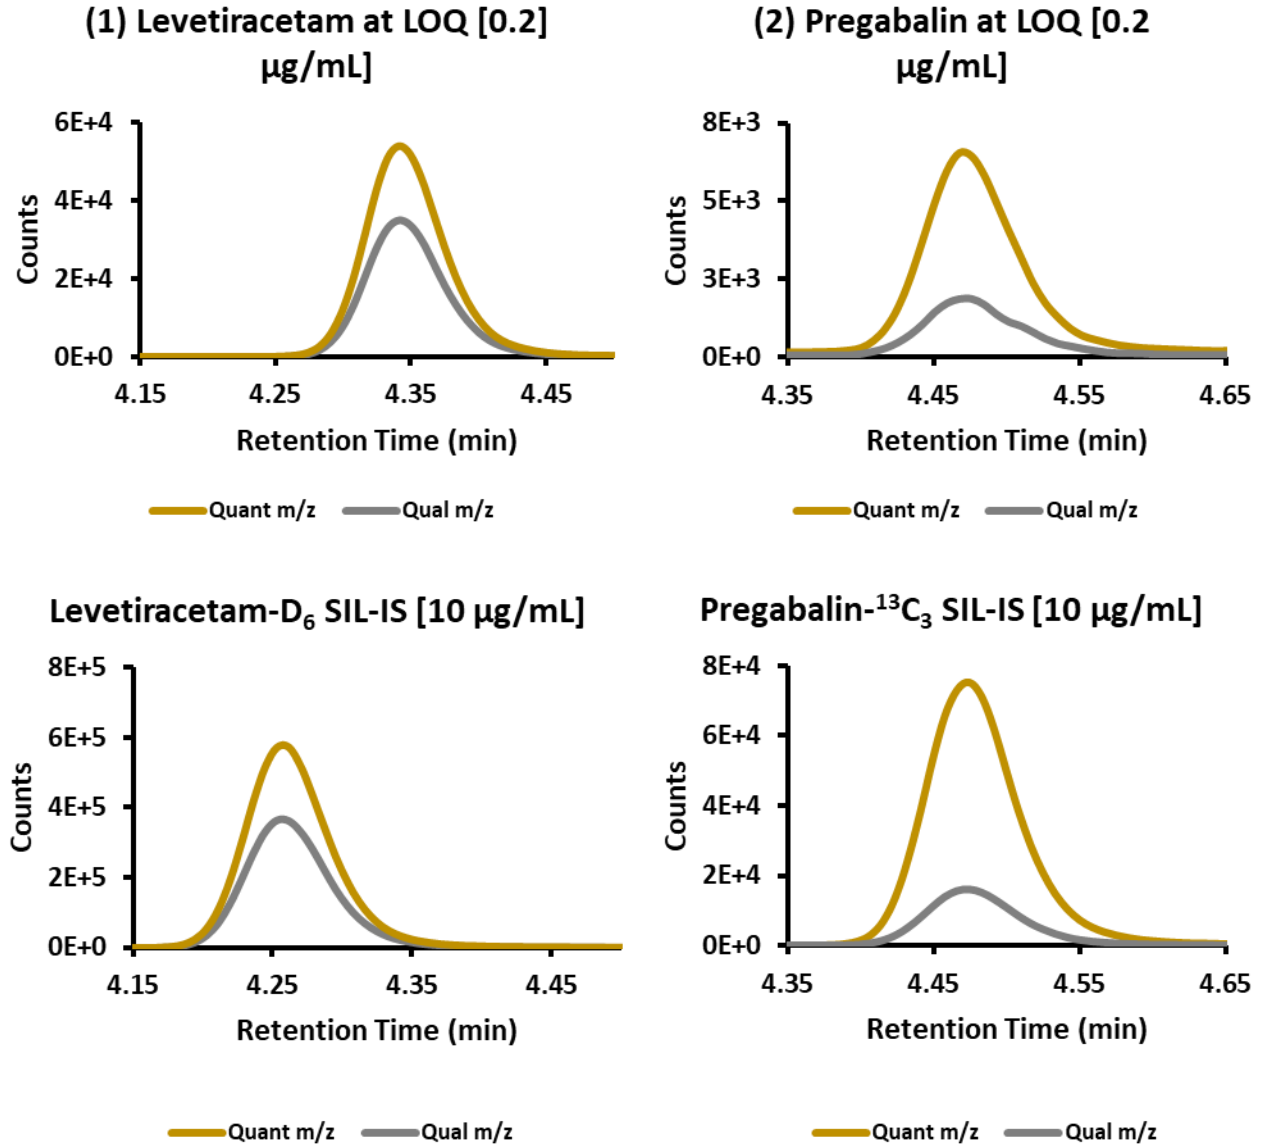 (1) Levetiracetam at LOQ [0.2]
µg/mL]
6E+4
4E+4
2E+4
0E+0
Counts
4.15 4.25 4.35 4.45
Retention Time (min)
Quant m/z Qual m/z
(2) Pregabalin at LOQ [0.2
µg/mL]
8E+3
5E+3
3E+3
0E+0
Counts
4.35 4.45 4.55 4.65
Retention Time (min)
Quant m/z Qual m/z
Levetiracetam-D₆ SIL-IS [10 µg/mL]
8E+5
6E+5
4E+5
2E+5
0E+0
Counts
4.15 4.25 4.35 4.45
Retention Time (min)
Quant m/z Qual m/z
Pregabalin-¹³C₃ SIL-IS [10 µg/mL]
8E+4
6E+4
4E+4
2E+4
0E+0
Counts
4.35 4.45 4.55 4.65
Retention Time (min)
Quant m/z Qual m/z